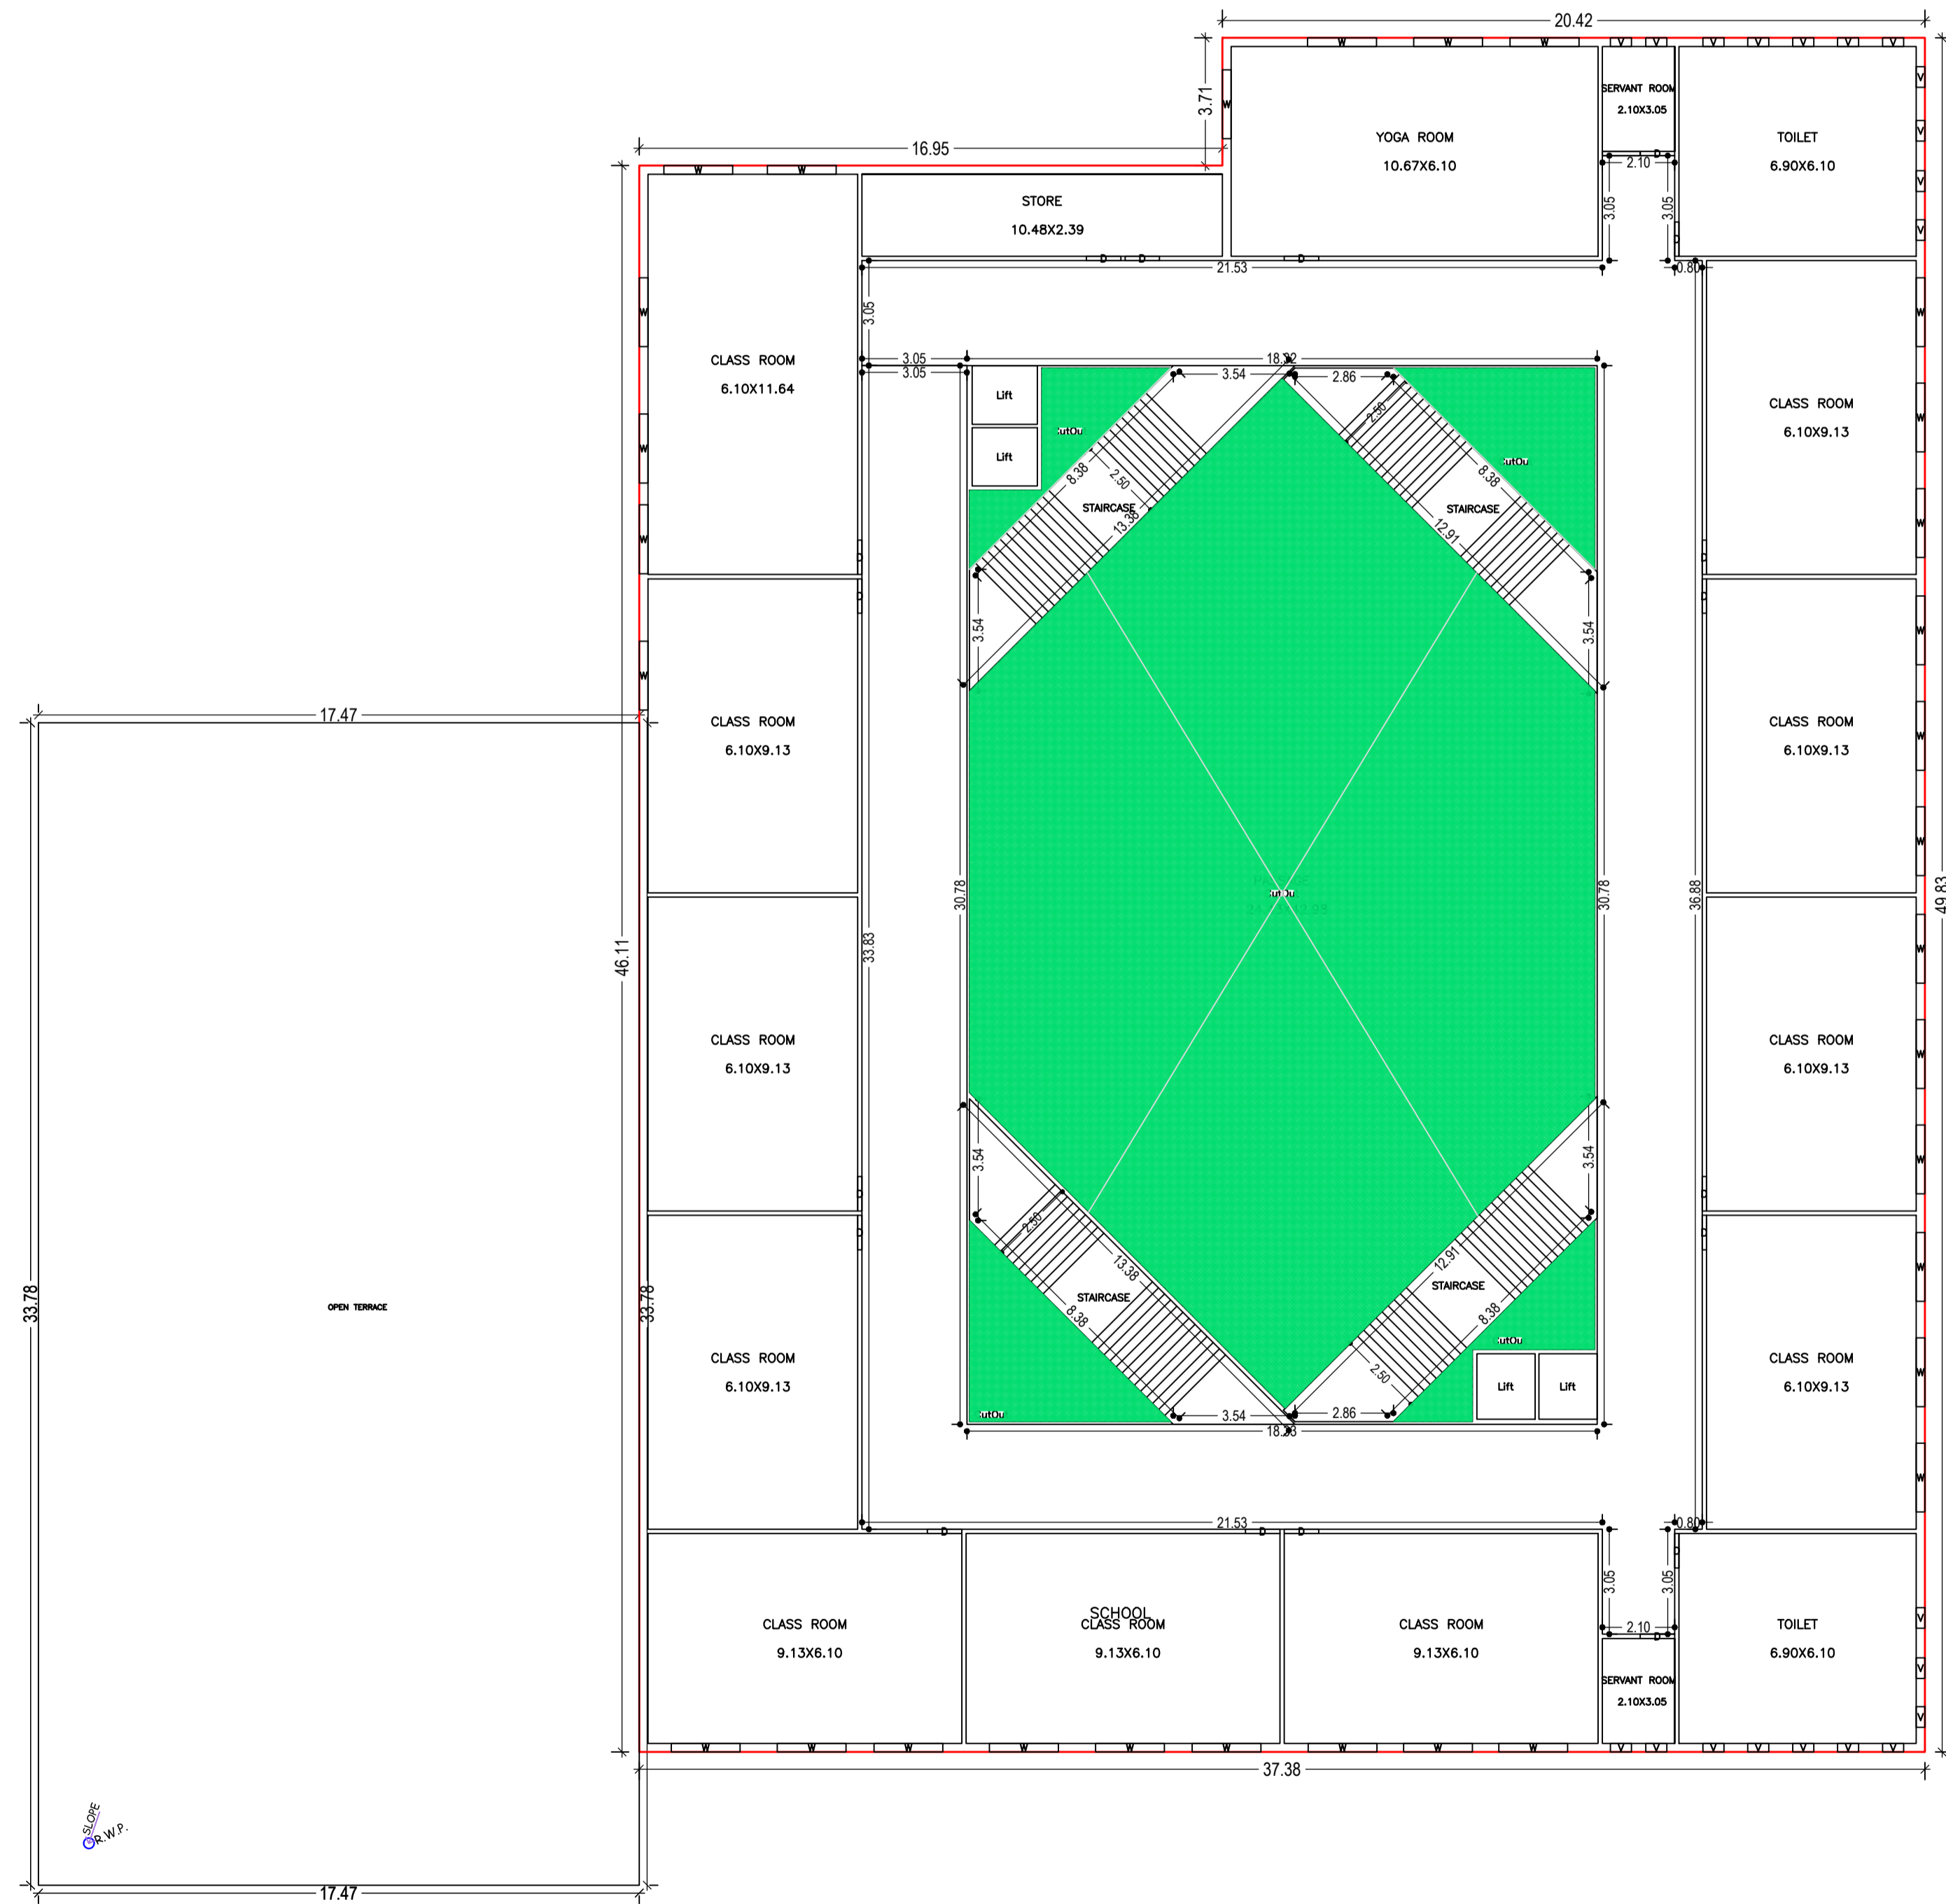 20.42
3.71
16.95
SERVANT ROOM
2.10X3.05
YOGA ROOM
10.67X6.10
TOILET
6.90X6.10
W
W
W
V
V
V
V
V
V
V
V
V
V
V
W
D
2.10
3.05
3.05
D
W
W
STORE
10.48X2.39
D
D
D
21.53
0.80
3.05
W
W
W
CLASS ROOM
6.10X11.64
3.05
18.32
3.05
3.54
2.86
Lift
Lift
8.38
2.50
STAIRCASE
13.38
2.50
8.38
STAIRCASE
12.91
3.54
3.54
CLASS ROOM
6.10X9.13
W
W
W
D
D
D
D
W
17.47
CLASS ROOM
6.10X9.13
CLASS ROOM
6.10X9.13
W
W
W
33.78
46.11
33.83
30.78
30.78
36.88
49.83
CLASS ROOM
6.10X9.13
CLASS ROOM
6.10X9.13
W
W
W
D
D
D
D
OPEN TERRACE
33.78
CLASS ROOM
6.10X9.13
CLASS ROOM
6.10X9.13
W
W
W
3.54
3.54
2.50
13.38
STAIRCASE
8.38
12.91
STAIRCASE
8.38
2.50
Lift
Lift
3.54
2.86
18.23
21.53
0.80
D
D
D
D
3.05
3.05
2.10
D
CLASS ROOM
9.13X6.10
SCHOOL
CLASS ROOM
9.13X6.10
CLASS ROOM
9.13X6.10
SERVANT ROOM
2.10X3.05
TOILET
6.90X6.10
V
V
V
W
W
W
W
W
W
W
W
W
V
V
V
V
V
V
V
37.38
SLOPE
R.W.P.
17.47